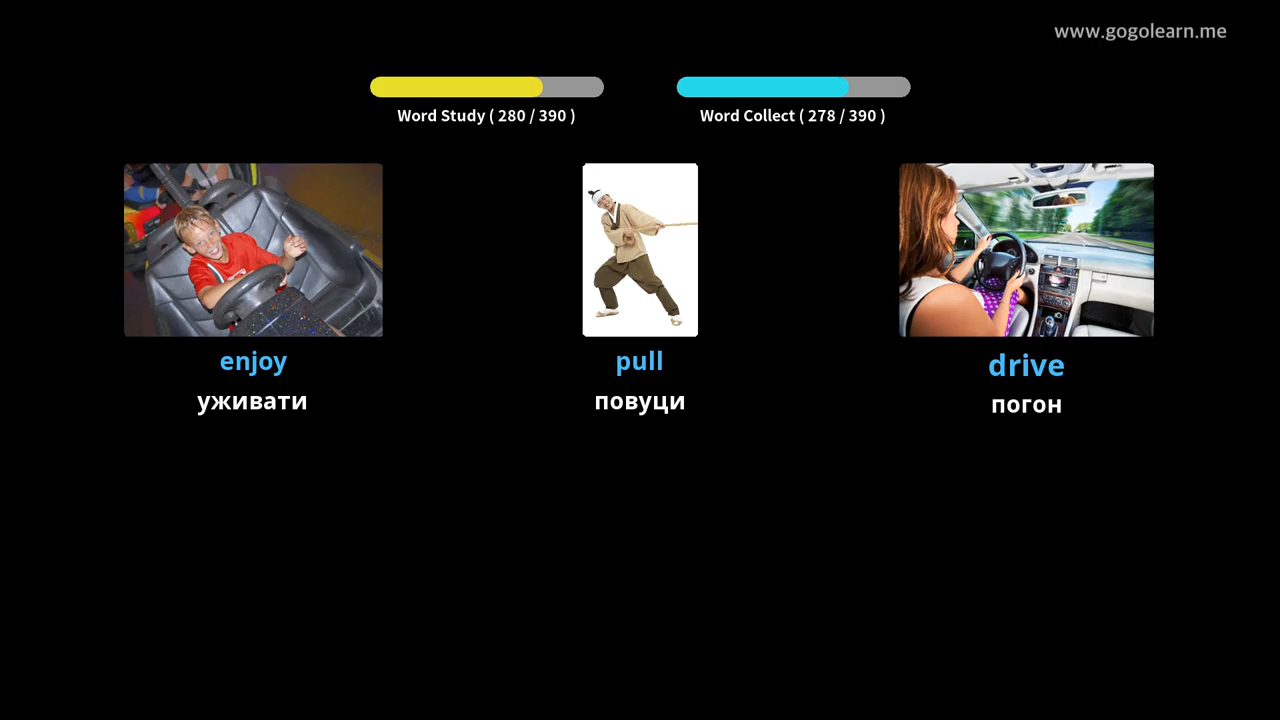 www.gogolearn.me
Word Study ( 280 / 390 )
Word Collect ( 278 / 390 )
enjoy
уживати
pull
повуци
drive
погон